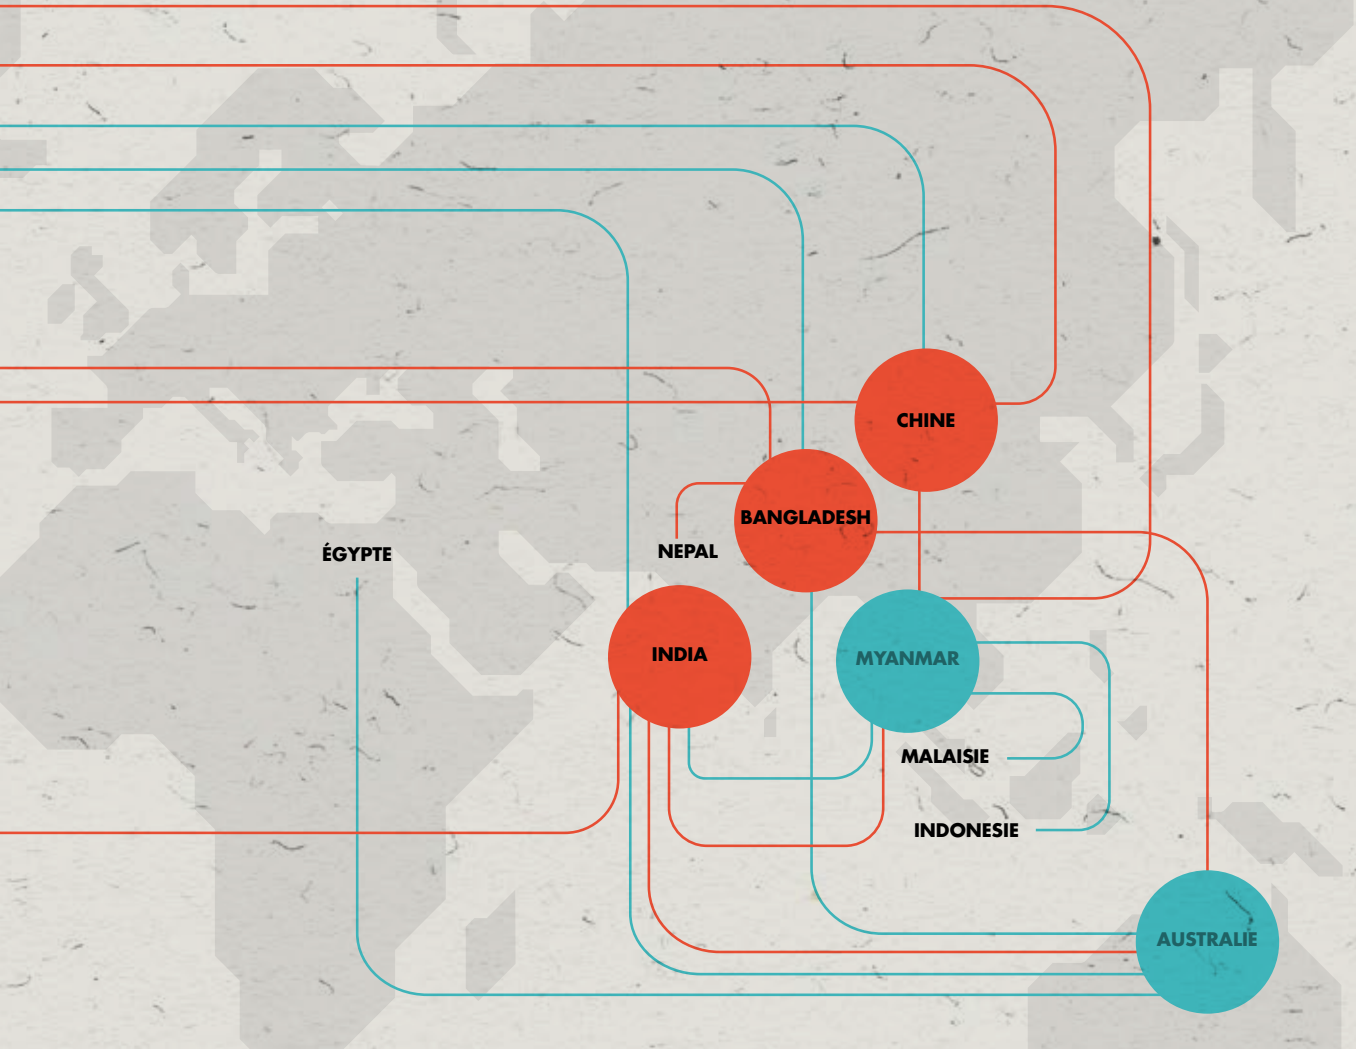 CHINE
BANGLADESH
NEPAL
ÉGYPTE
INDIA
MYANMAR
MALAISIE
INDONESIE
AUSTRALIE